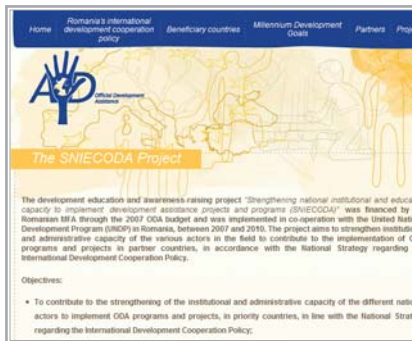 Home
Romania's international development cooperation policy
Beneficiary countries
Millennium Development Goals
Partners
Proj
AD
Official Development
Assistance
The SNIECODA Project
The development education and awareness-raising project "Strengthening national institutional and educa
capacity to implement development assistance projects and programs (SNIECODA)" was financed by
Romanian MFA through the 2007 ODA budget and was implemented in co-operation with the United Natio
Development Program (UNDP) in Romania, between 2007 and 2010. The project aims to strengthen institutio
and administrative capacity of the various actors in the field to contribute to the implementation of O
programs and projects in partner countries, in accordance with the National Strategy regarding
International Development Cooperation Policy.
Objectives:
• To contribute to the strengthening of the institutional and administrative capacity of the different natio
actors to implement ODA programs and projects, in priority countries, in line with the National Strat
regarding the International Development Cooperation Policy;